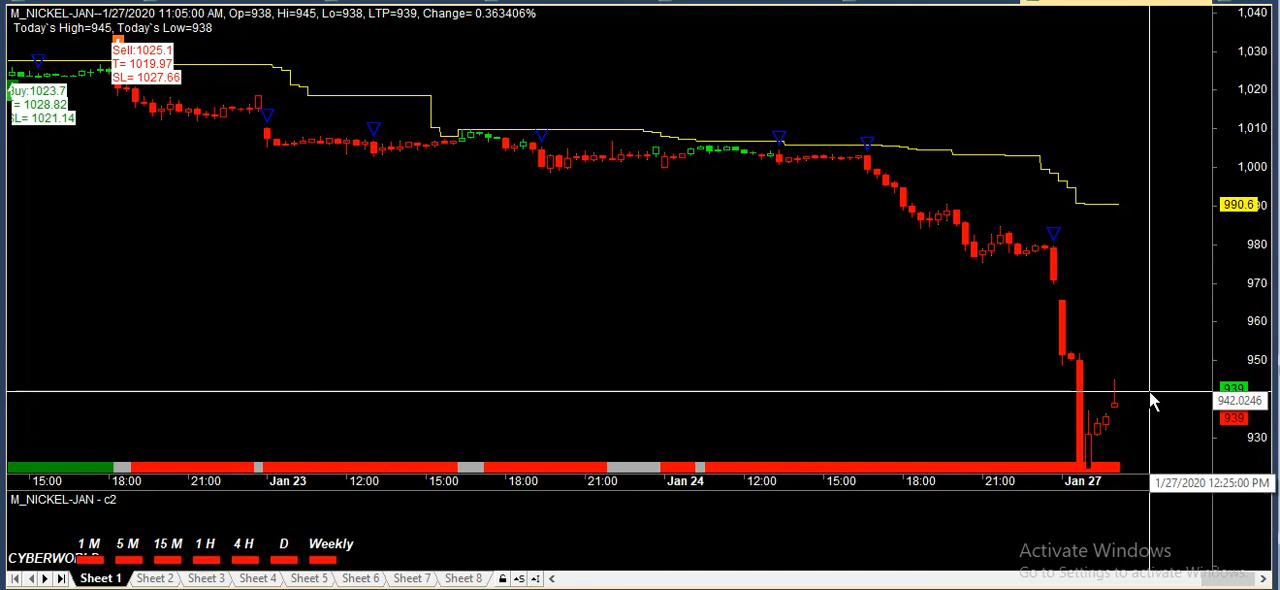 M_NICKEL-JAN--1/27/2020 11:05:00 AM, Op=938, Hi=945, Lo=938, LTP=939, Change= 0.363406%
Today`s High=945, Today`s Low=938
Sell:1025.1
T= 1019.97
SL= 1027.66
uy:1023.7
= 1028.82
L= 1021.14
1,040
1,030
1,020
1,010
1,000
990.6
980
970
960
950
939
942.0246
939
930
15:00 18:00 21:00 Jan 23 12:00 15:00 18:00 21:00 Jan 24 12:00 15:00 18:00 21:00 Jan 27
1/27/2020 12:25:00 PM
M_NICKEL-JAN - c2
1 M 5 M 15 M 1 H 4 H D Weekly
Activate Windows
Go to Settings to activate Windows.
Sheet 1 Sheet 2 Sheet 3 Sheet 4 Sheet 5 Sheet 6 Sheet 7 Sheet 8